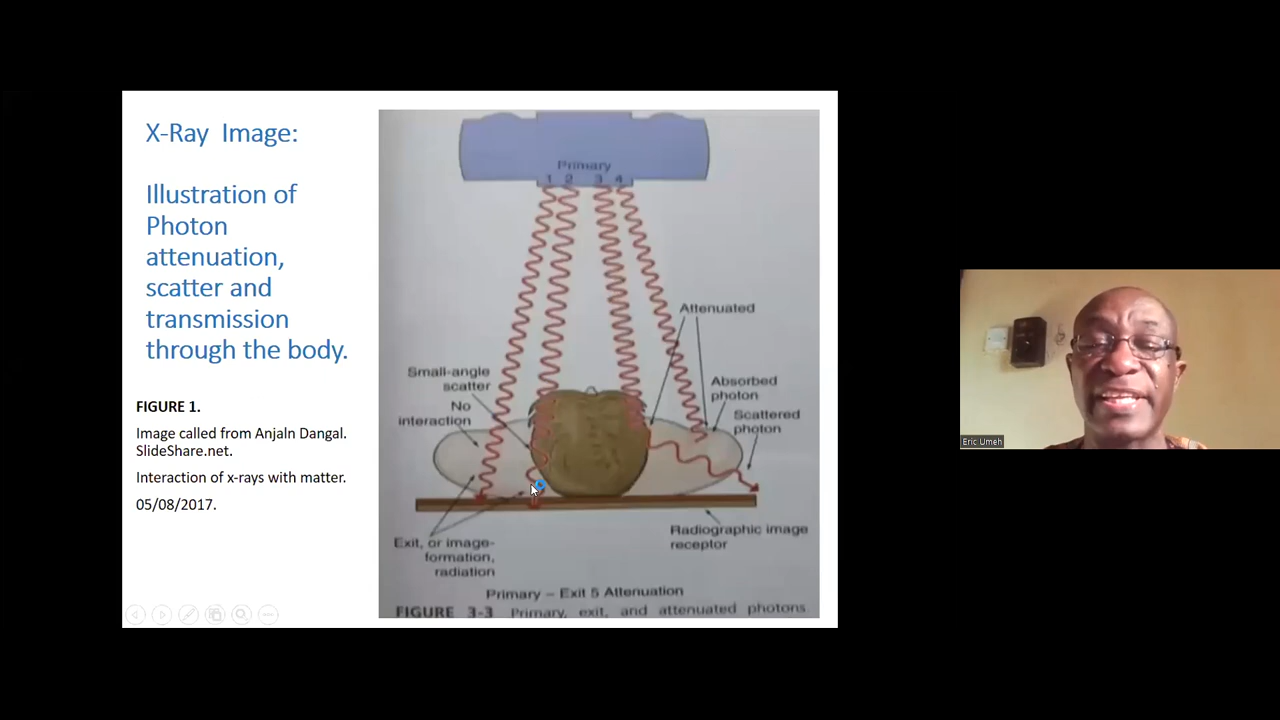 X-Ray Image:
Illustration of
Photon
attenuation,
scatter and
transmission
through the body.
FIGURE 1.
Image called from Anjaln Dangal.
SlideShare.net.
Interaction of x-rays with matter.
05/08/2017.
Primary
1 2 3 4
Attenuated
Small-angle
scatter
No
interaction
Absorbed
photon
Scattered
photon
Exit, or image-
formation,
radiation
Radiographic image
receptor
Primary – Exit 5 Attenuation
FIGURE 3-3 Primary, exit, and attenuated photons
Eric Umeh